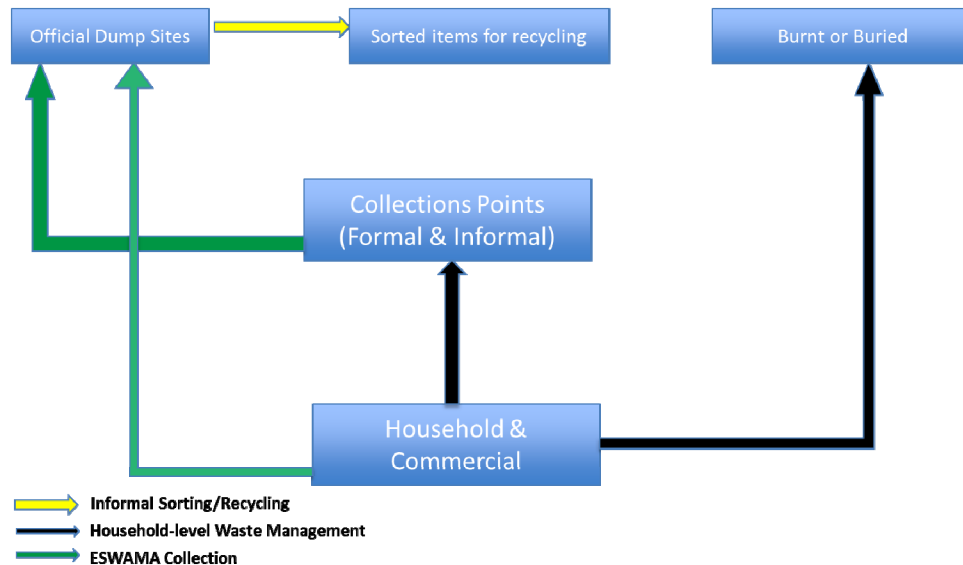 Official Dump Sites
Sorted items for recycling
Burnt or Buried
Collections Points
(Formal & Informal)
Household &
Commercial
Informal Sorting/Recycling
Household-level Waste Management
ESWAMA Collection